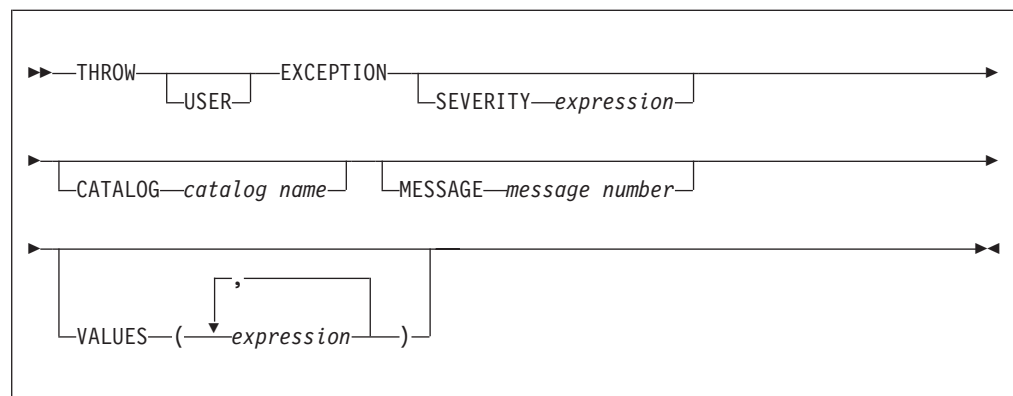 THROW EXCEPTION
USER SEVERITY expression
CATALOG catalog name MESSAGE message number
,
VALUES ( expression )